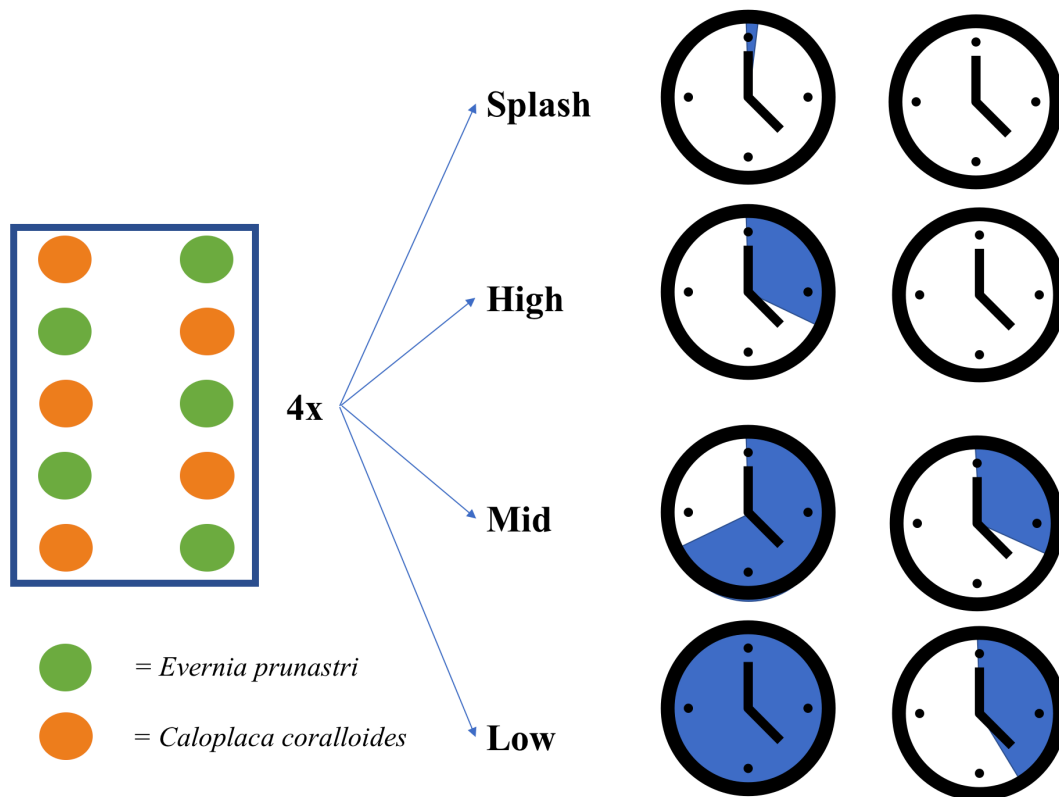 Splash
High
4x
Mid
Low
= Evernia prunastri
= Caloplaca coralloides